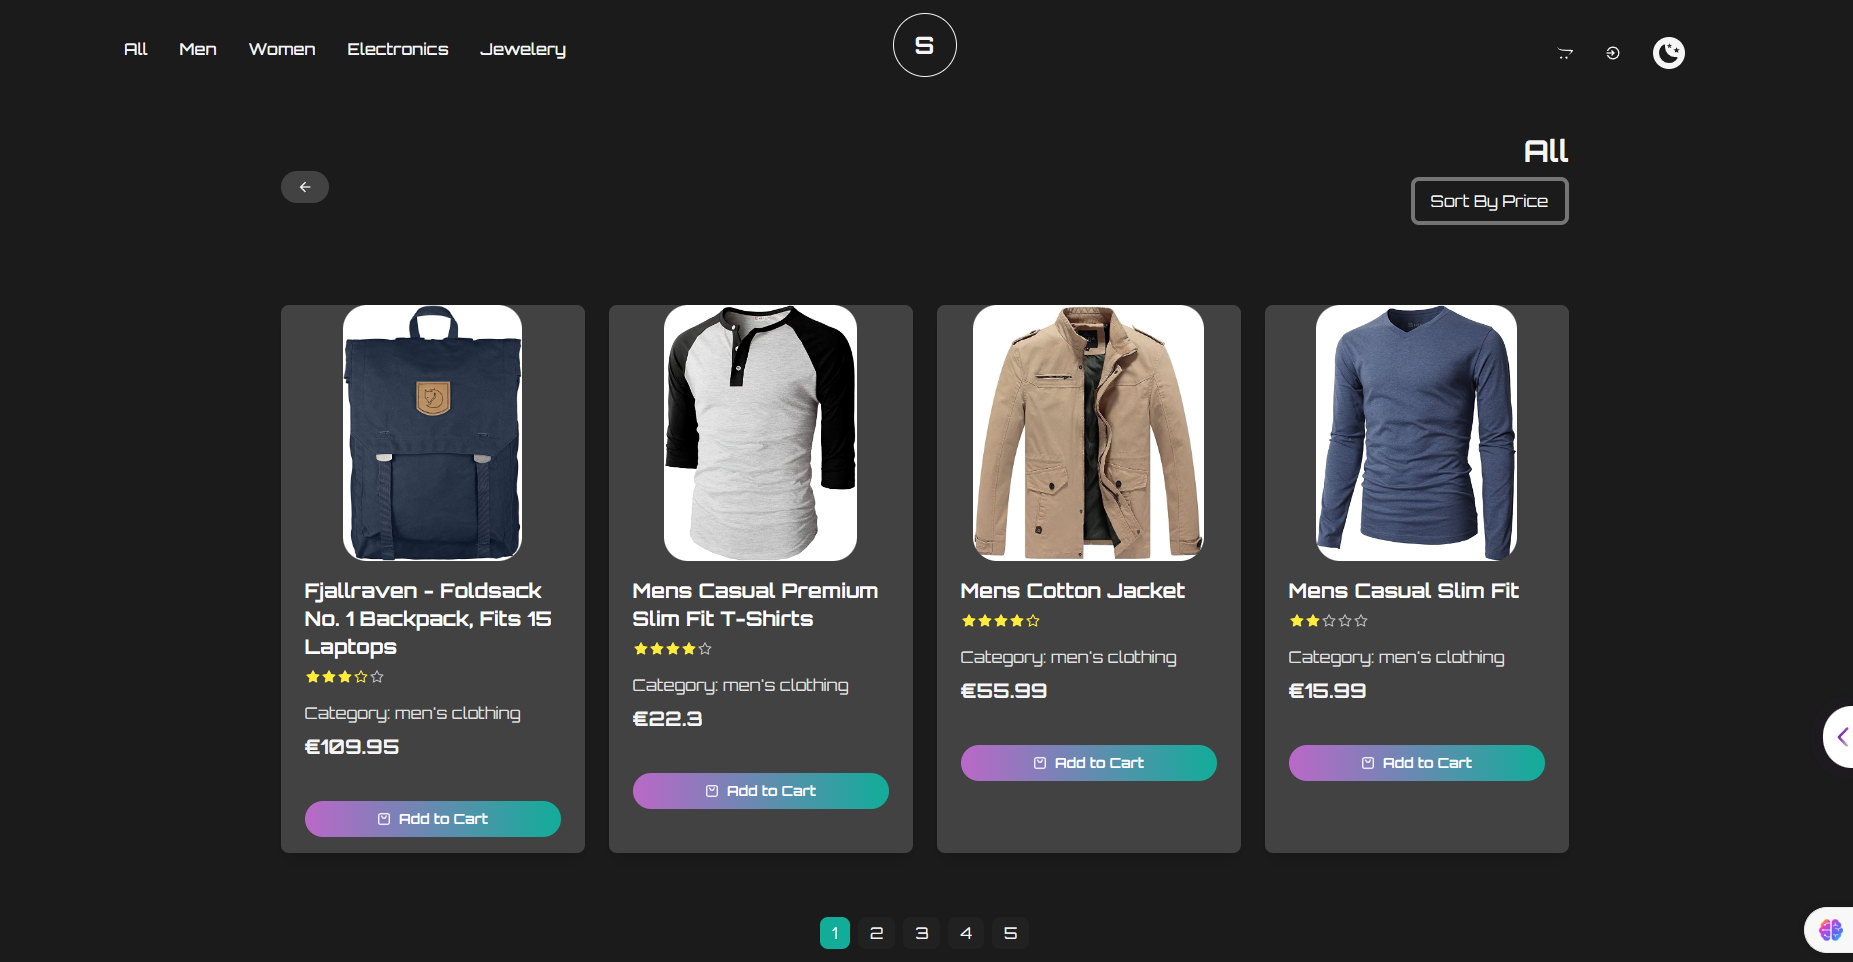 All Men Women Electronics Jewelery
S
All
Sort By Price
Fjallraven - Foldsack
No. 1 Backpack, Fits 15
Laptops
Category: men's clothing
€109.95
Add to Cart
Mens Casual Premium
Slim Fit T-Shirts
Category: men's clothing
€22.3
Add to Cart
Mens Cotton Jacket
Category: men's clothing
€55.99
Add to Cart
Mens Casual Slim Fit
Category: men's clothing
€15.99
Add to Cart
1 2 3 4 5